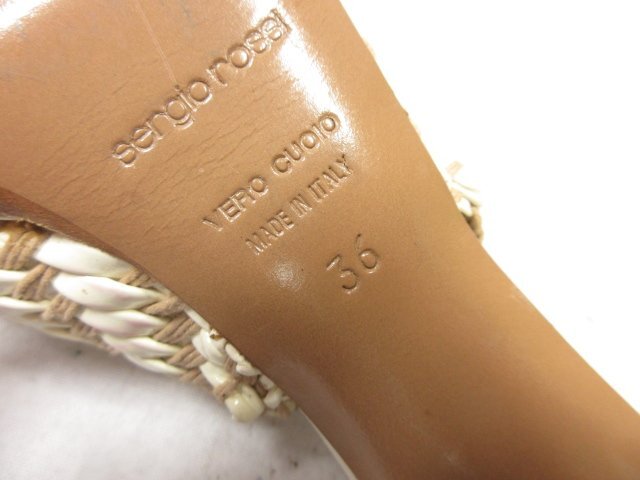 sergio rossi
VERO CUOIO
MADE IN ITALY
36